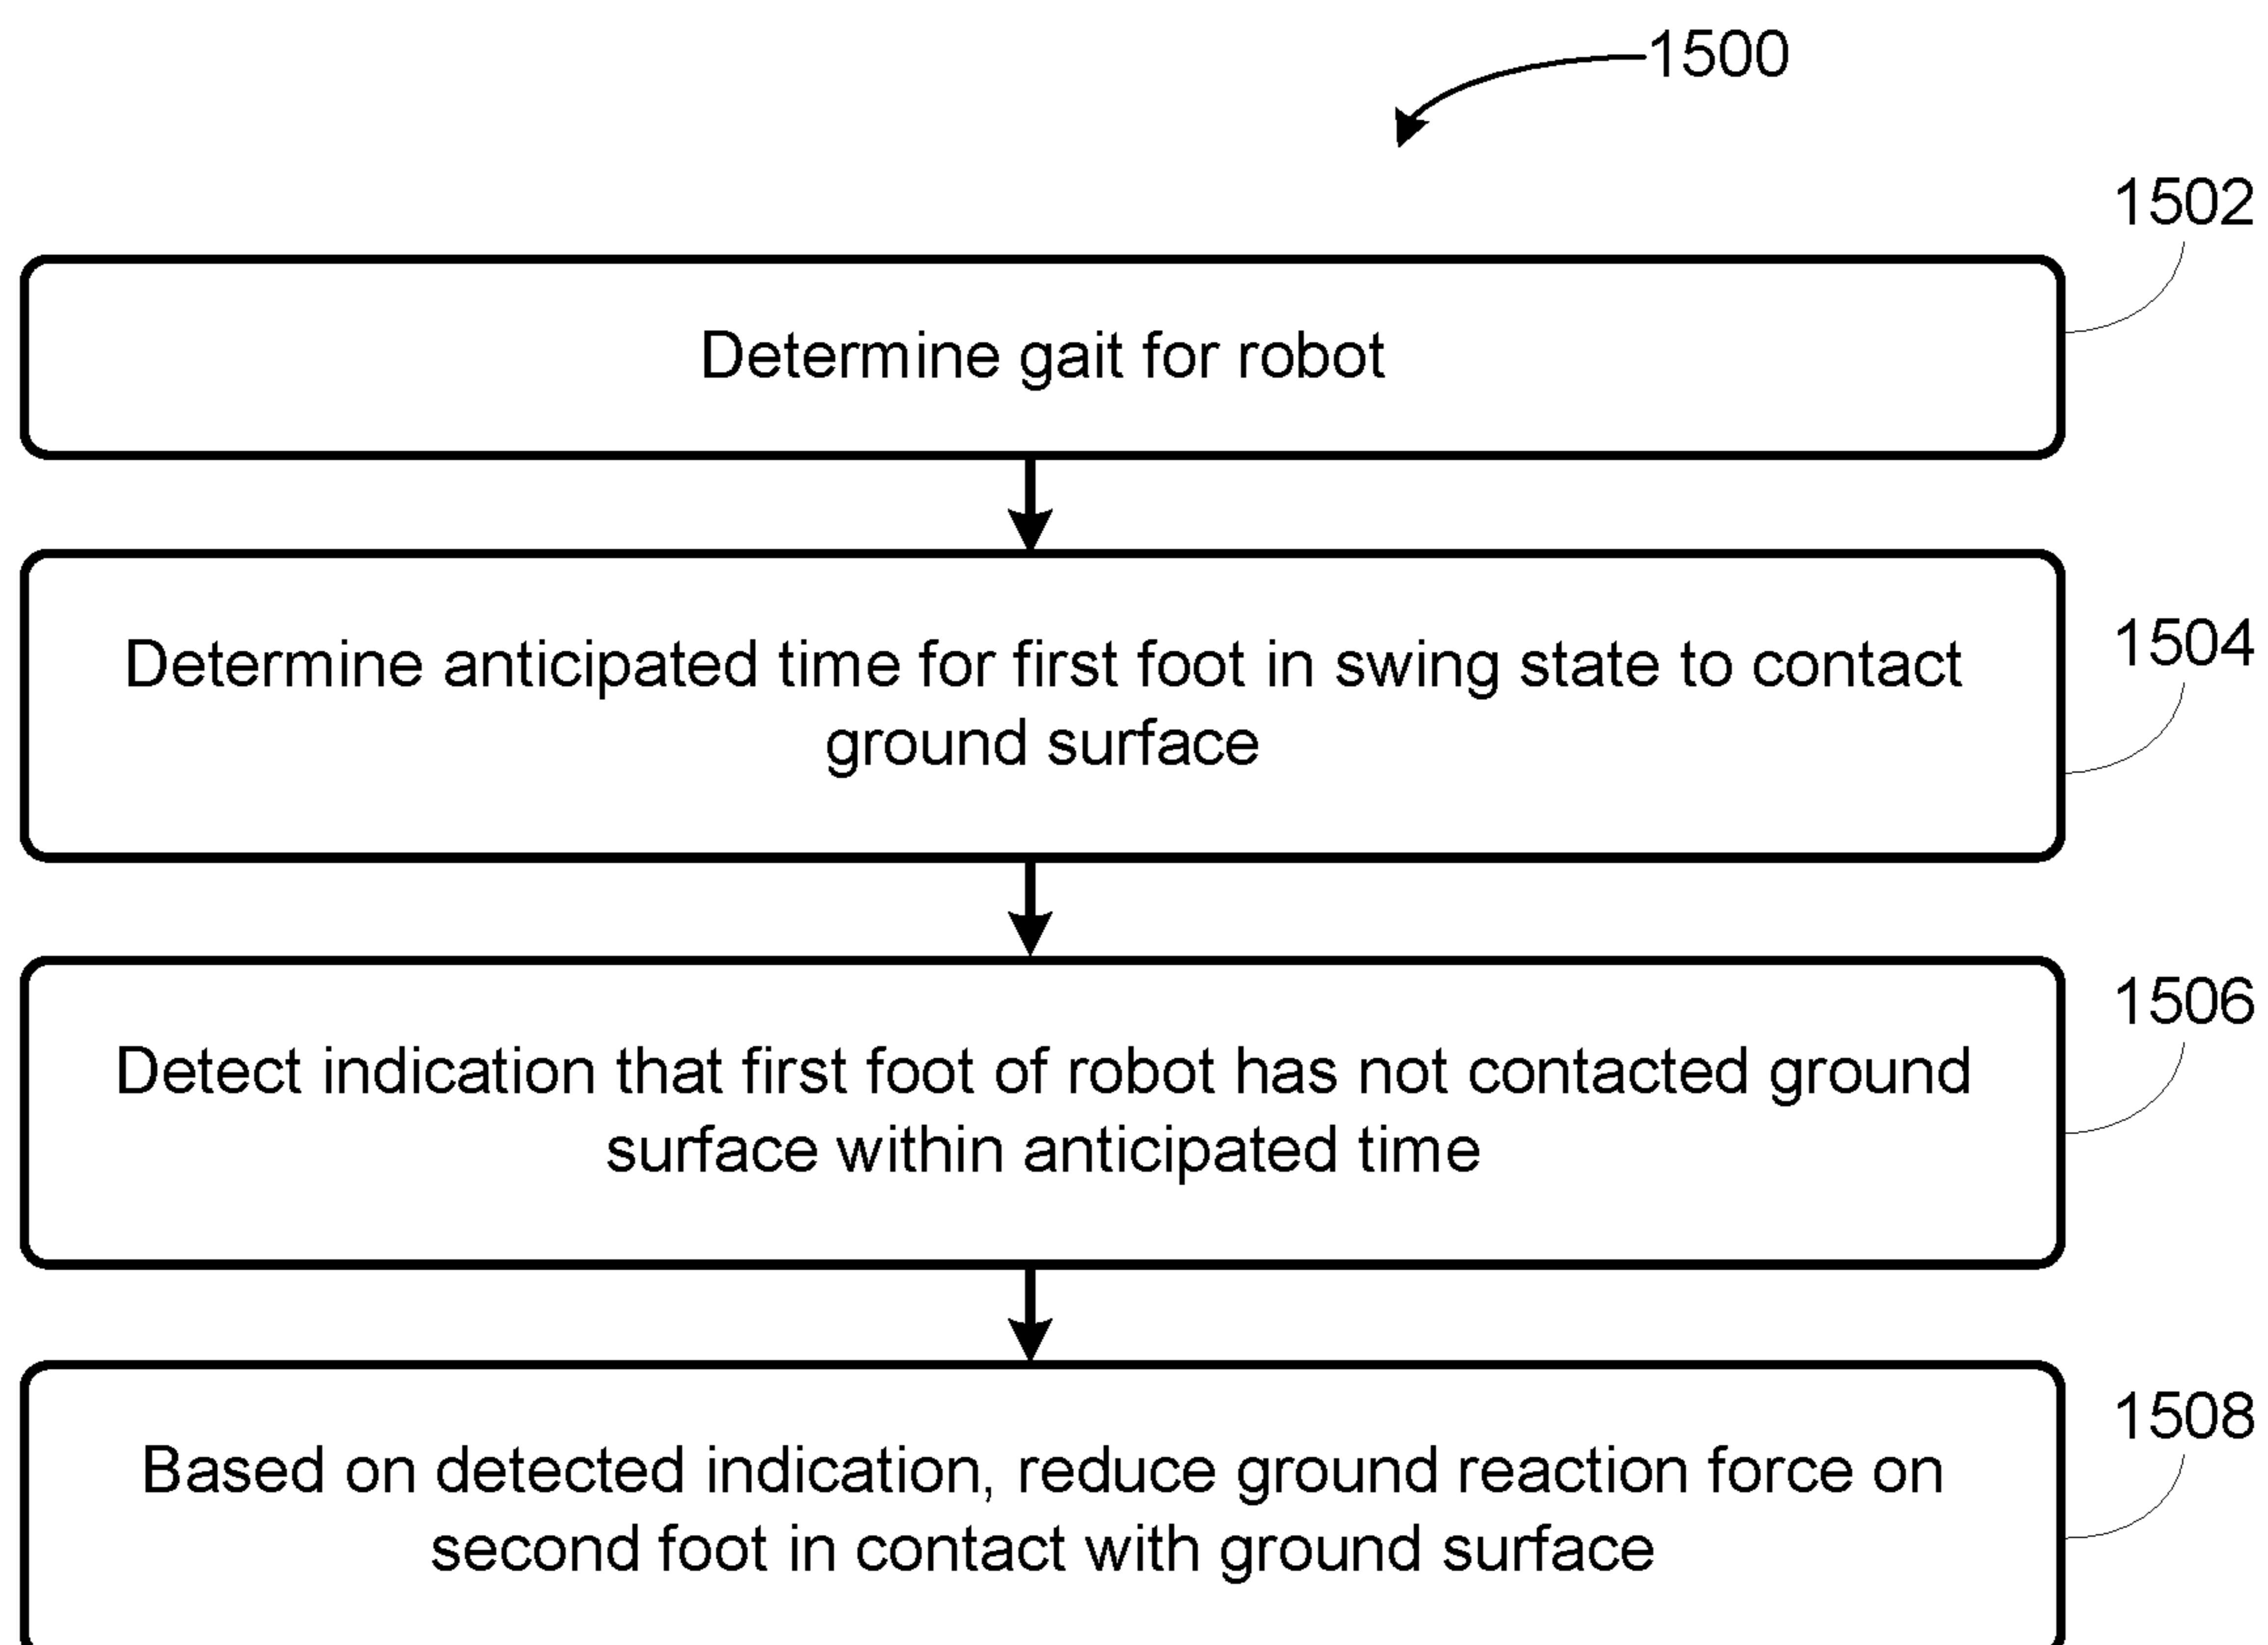 1500
1502
Determine gait for robot
1504
Determine anticipated time for first foot in swing state to contact
ground surface
1506
Detect indication that first foot of robot has not contacted ground
surface within anticipated time
1508
Based on detected indication, reduce ground reaction force on
second foot in contact with ground surface